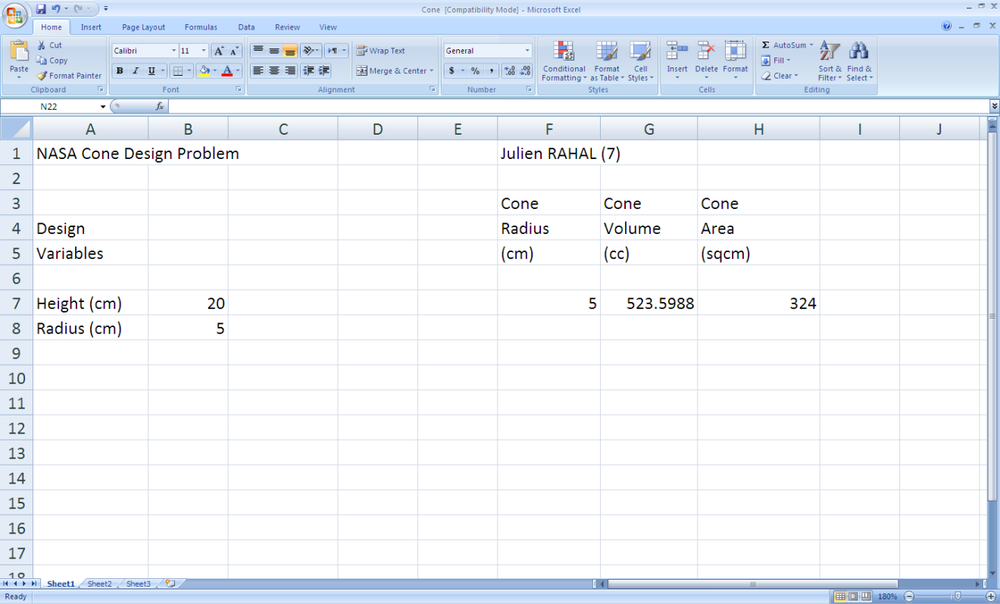 Cone [Compatibility Mode] - Microsoft Excel
Home Insert Page Layout Formulas Data Review View
Paste
Cut
Copy
Format Painter
Clipboard
Calibri 11 A A
B I U A
Font
Wrap Text
Merge & Center
Alignment
General
$ % ,
Number
Conditional Formatting
Format as Table
Cell Styles
Styles
Insert Delete Format
Cells
Σ AutoSum
Fill
Clear
Sort & Filter
Find & Select
Editing
N22 fx
A B C D E F G H I J
1 NASA Cone Design Problem Julien RAHAL (7)
2
3 Cone Cone Cone
4 Design Radius Volume Area
5 Variables (cm) (cc) (sqcm)
6
7 Height (cm) 20 5 523.5988 324
8 Radius (cm) 5
9
10
11
12
13
14
15
16
17
18
Sheet1 Sheet2 Sheet3
Ready 180%